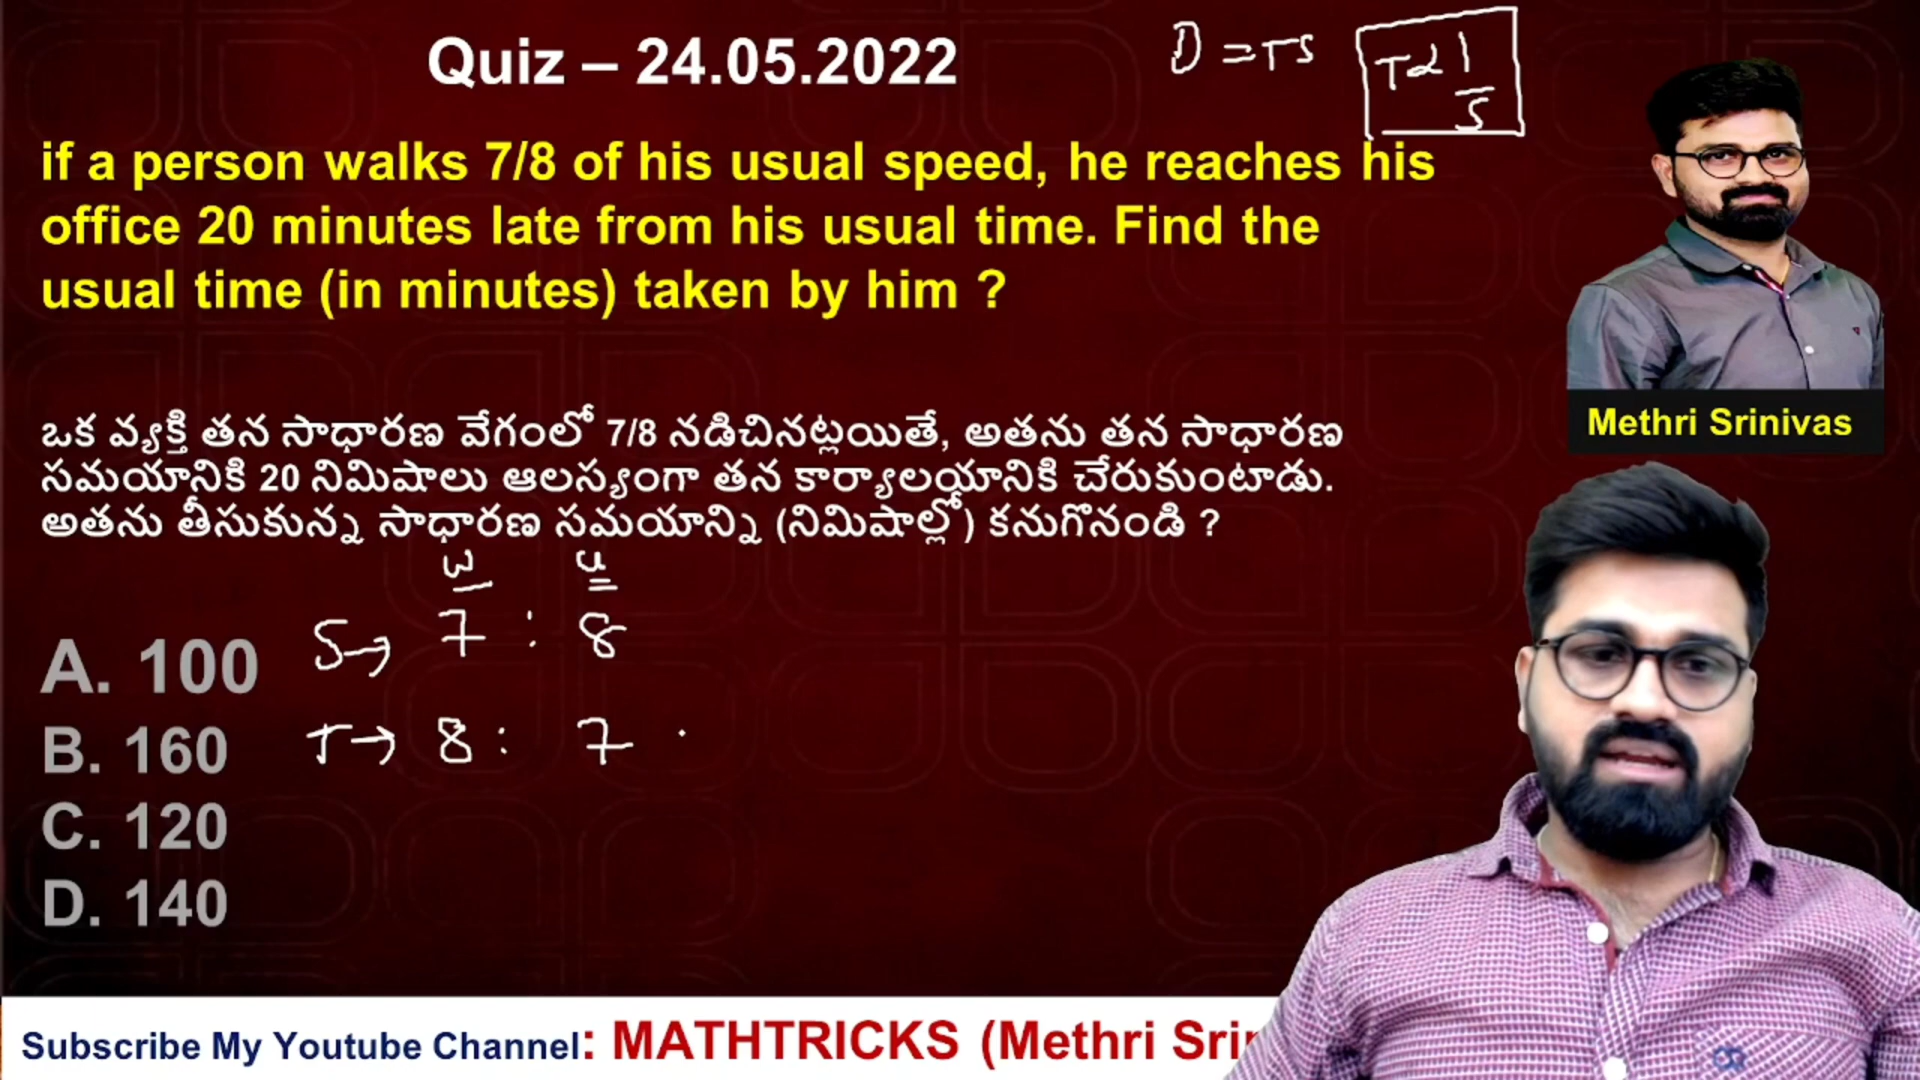 Quiz – 24.05.2022
D = TS
T α 1/S
if a person walks 7/8 of his usual speed, he reaches his
office 20 minutes late from his usual time. Find the
usual time (in minutes) taken by him ?
Methri Srinivas
ఒక వ్యక్తి తన సాధారణ వేగంలో 7/8 నడిచినట్లయితే, అతను తన సాధారణ
సమయానికి 20 నిమిషాలు ఆలస్యంగా తన కార్యాలయానికి చేరుకుంటాడు.
అతను తీసుకున్న సాధారణ సమయాన్ని (నిమిషాల్లో) కనుగొనండి ?
S→ 7 : 8
T→ 8 : 7
A. 100
B. 160
C. 120
D. 140
Subscribe My Youtube Channel: MATHTRICKS (Methri